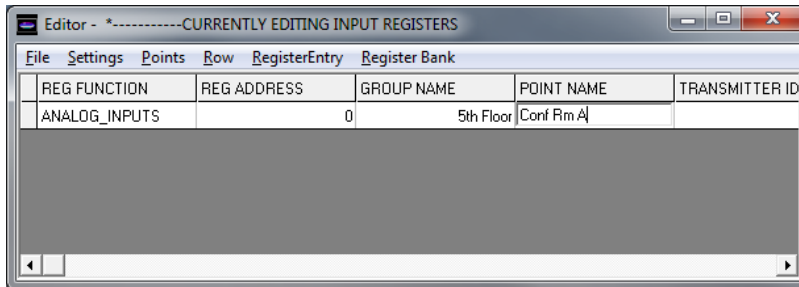 Editor - *-----------CURRENTLY EDITING INPUT REGISTERS
File Settings Points Row RegisterEntry Register Bank
REG FUNCTION REG ADDRESS GROUP NAME POINT NAME TRANSMITTER ID
ANALOG_INPUTS 0 5th Floor Conf Rm A